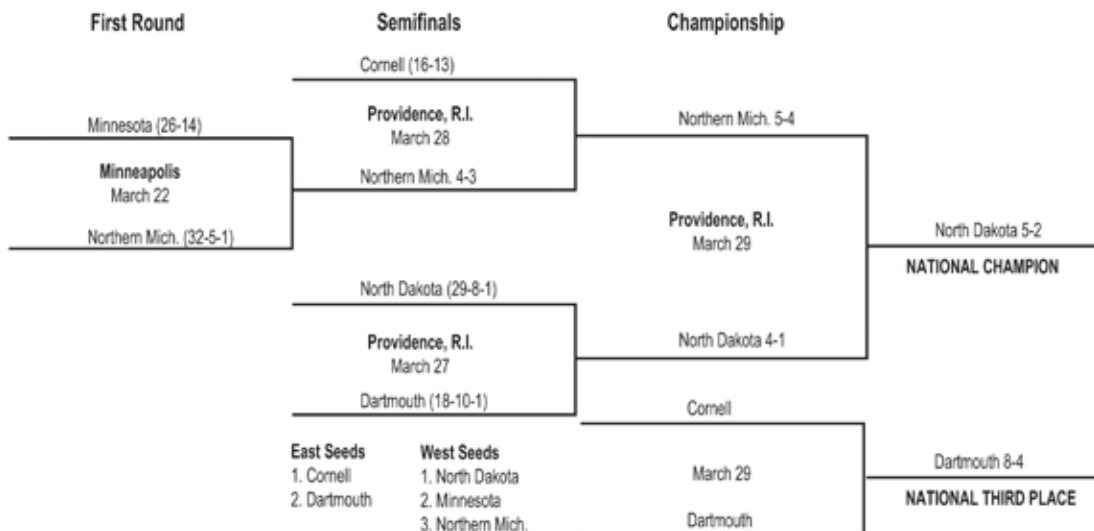 First Round
Semifinals
Championship
Cornell (16-13)
Minnesota (26-14)
Providence, R.I.
March 28
Northern Mich. 5-4
Minneapolis
March 22
Northern Mich. 4-3
Northern Mich. (32-5-1)
Providence, R.I.
March 29
North Dakota 5-2
NATIONAL CHAMPION
North Dakota (29-8-1)
Providence, R.I.
March 27
North Dakota 4-1
Dartmouth (18-10-1)
Cornell
East Seeds
1. Cornell
2. Dartmouth
West Seeds
1. North Dakota
2. Minnesota
3. Northern Mich.
March 29
Dartmouth 8-4
NATIONAL THIRD PLACE
Dartmouth